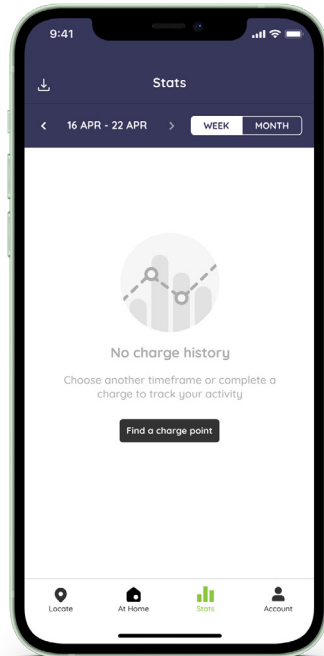 9:41
Stats
16 APR - 22 APR
WEEK
MONTH
No charge history
Choose another timeframe or complete a
charge to track your activity
Find a charge point
Locate
At Home
Stats
Account